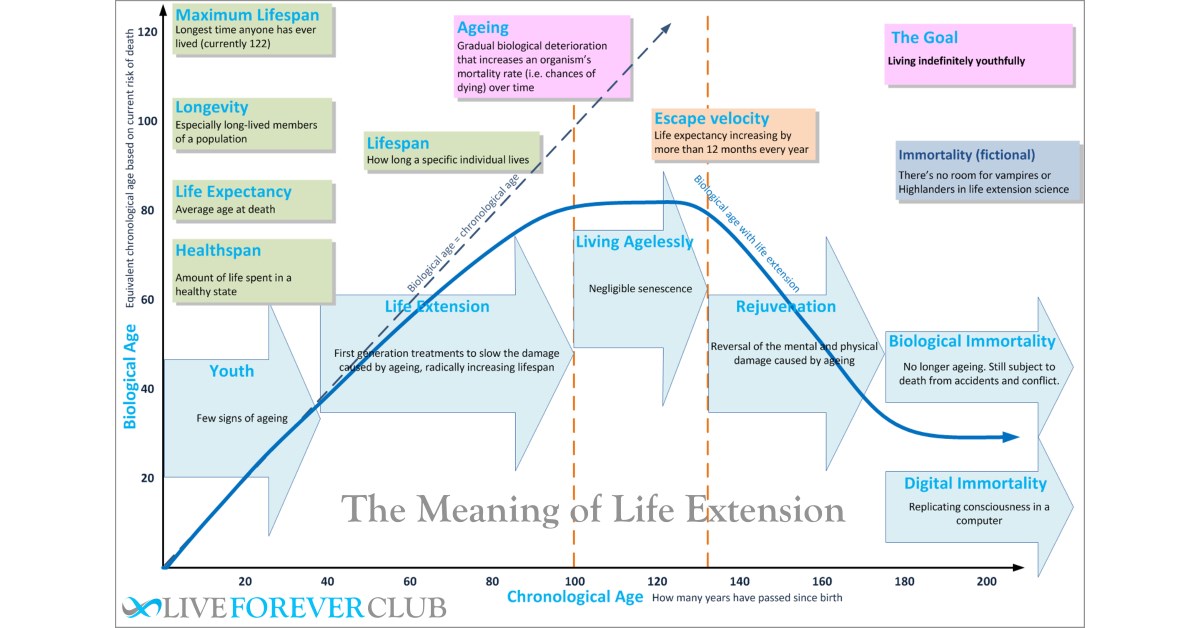 Maximum Lifespan
Longest time anyone has ever
lived (currently 122)
Longevity
Especially long-lived members
of a population
Life Expectancy
Average age at death
Healthspan
Amount of life spent in a
healthy state
Lifespan
How long a specific individual lives
Ageing
Gradual biological deterioration
that increases an organism’s
mortality rate (i.e. chances of
dying) over time
Escape velocity
Life expectancy increasing by
more than 12 months every year
The Goal
Living indefinitely youthfully
Immortality (fictional)
There’s no room for vampires or
Highlanders in life extension science
Biological age = chronological age
Biological age with life extension
Youth
Few signs of ageing
Life Extension
First generation treatments to slow the damage
caused by ageing, radically increasing lifespan
Living Agelessly
Negligible senescence
Rejuvenation
Reversal of the mental and physical
damage caused by ageing
Biological Immortality
No longer ageing. Still subject to
death from accidents and conflict.
Digital Immortality
Replicating consciousness in a
computer
The Meaning of Life Extension
Biological Age Equivalent chronological age based on current risk of death
120
100
80
60
40
20
20 40 60 80 100 120 140 160 180 200
Chronological Age How many years have passed since birth
LIVE FOREVER CLUB